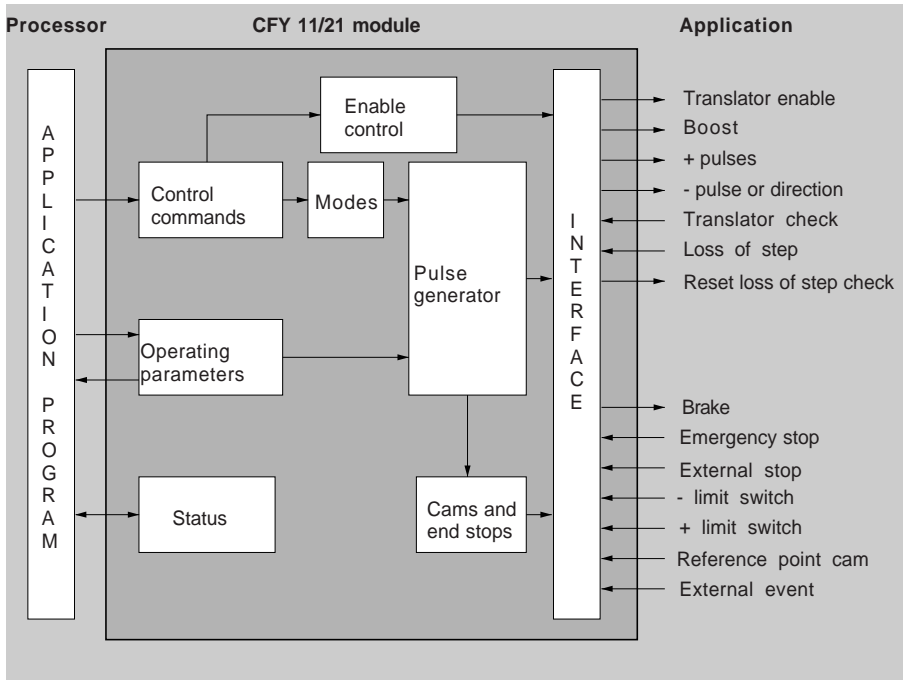 Processor
CFY 11/21 module
Application
APPLICATION PROGRAM
Enable
control
Control
commands
Modes
Pulse
generator
Operating
parameters
Status
Cams and
end stops
INTERFACE
Translator enable
Boost
+ pulses
- pulse or direction
Translator check
Loss of step
Reset loss of step check
Brake
Emergency stop
External stop
- limit switch
+ limit switch
Reference point cam
External event